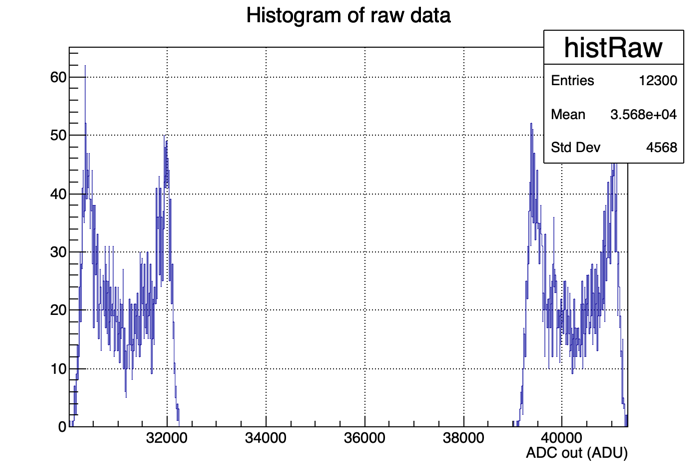 Histogram of raw data
histRaw
Entries 12300
Mean 3.568e+04
Std Dev 4568
60
50
40
30
20
10
0
32000 34000 36000 38000 40000
ADC out (ADU)